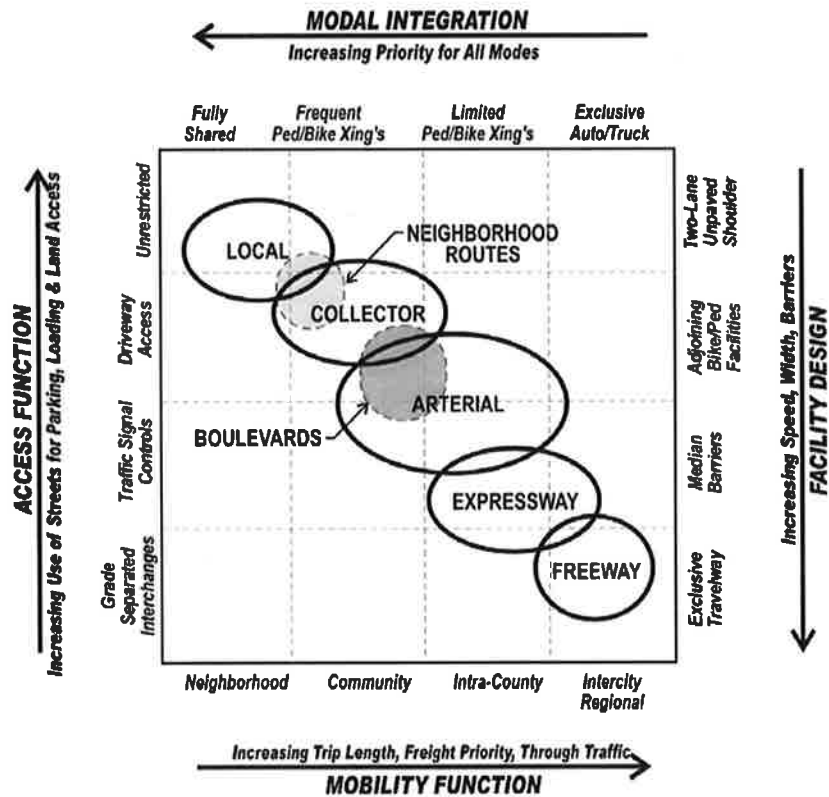 MODAL INTEGRATION
Increasing Priority for All Modes
Fully
Shared
Frequent
Ped/Bike Xing's
Limited
Ped/Bike Xing's
Exclusive
Auto/Truck
ACCESS FUNCTION
Increasing Use of Streets for Parking, Loading & Land Access
Unrestricted
Driveway
Access
Traffic Signal
Controls
Grade
Separated
Interchanges
LOCAL
NEIGHBORHOOD
ROUTES
COLLECTOR
ARTERIAL
BOULEVARDS
EXPRESSWAY
FREEWAY
Two-Lane
Unpaved
Shoulder
Adjoining
Bike/Ped
Facilities
Median
Barriers
Exclusive
Travelway
Increasing Speed, Width, Barriers
FACILITY DESIGN
Neighborhood
Community
Intra-County
Intercity
Regional
Increasing Trip Length, Freight Priority, Through Traffic
MOBILITY FUNCTION